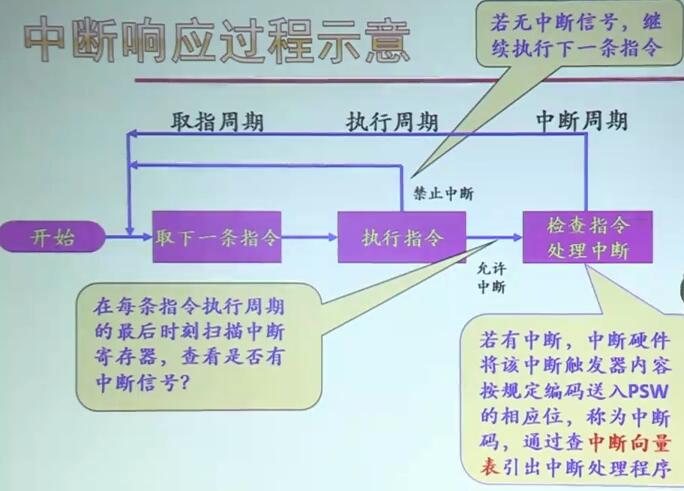 中断响应过程示意
若无中断信号，继
续执行下一条指令
取指周期
执行周期
中断周期
禁止中断
开始
取下一条指令
执行指令
检查指令
处理中断
允许
中断
在每条指令执行周期
的最后时刻扫描中断
寄存器，查看是否有
中断信号？
若有中断，中断硬件
将该中断触发器内容
按规定编码送入PSW
的相应位，称为中断
码，通过查中断向量
表引出中断处理程序